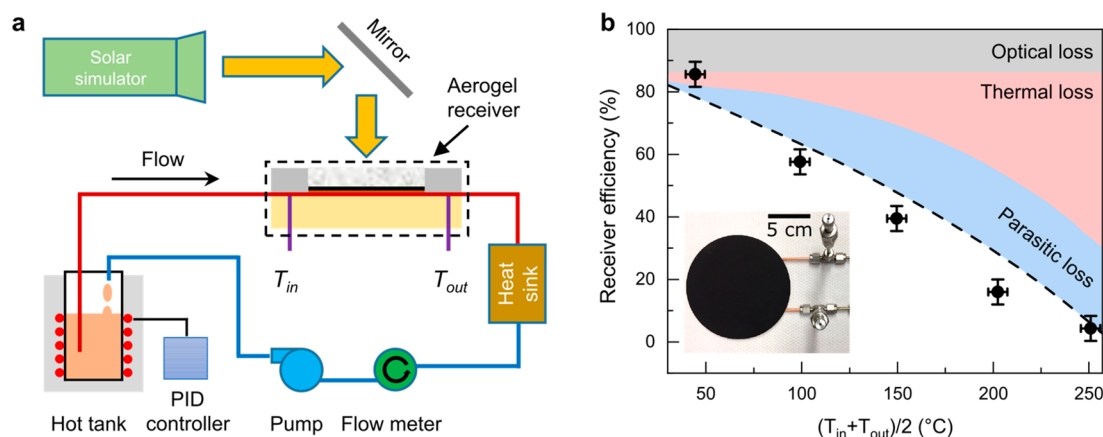 a
Solar
simulator
Mirror
Aerogel
receiver
Flow
T_in
T_out
Heat
sink
Hot tank
PID
controller
Pump
Flow meter
b
Receiver efficiency (%)
100
80
60
40
20
0
Optical loss
Thermal loss
Parasitic loss
5 cm
50
100
150
200
250
(T_in+T_out)/2 (°C)